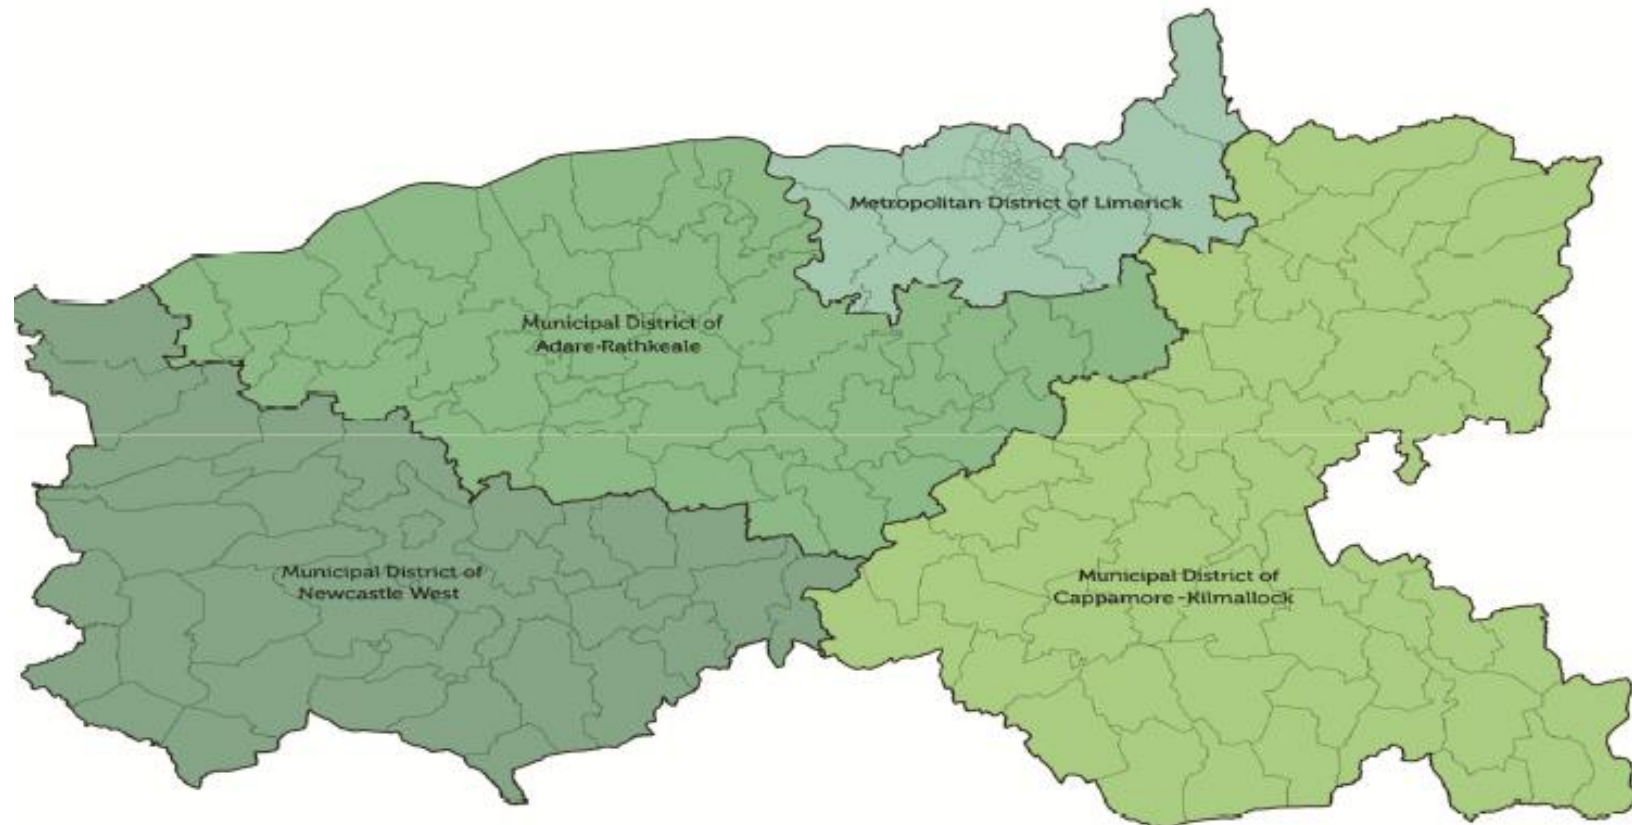 Metropolitan District of Limerick
Municipal District of
Adare-Rathkeale
Municipal District of
Newcastle West
Municipal District of
Cappamore -Kilmallock